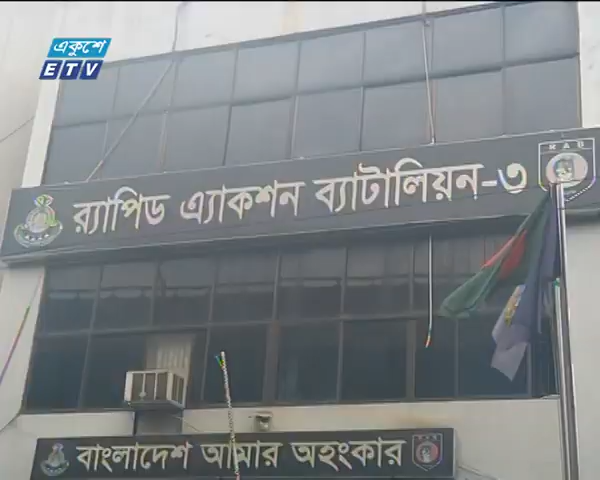 একুশে
ETV
RAB
র‍্যাপিড এ্যাকশন ব্যাটালিয়ন-৩
বাংলাদেশ আমার অহংকার